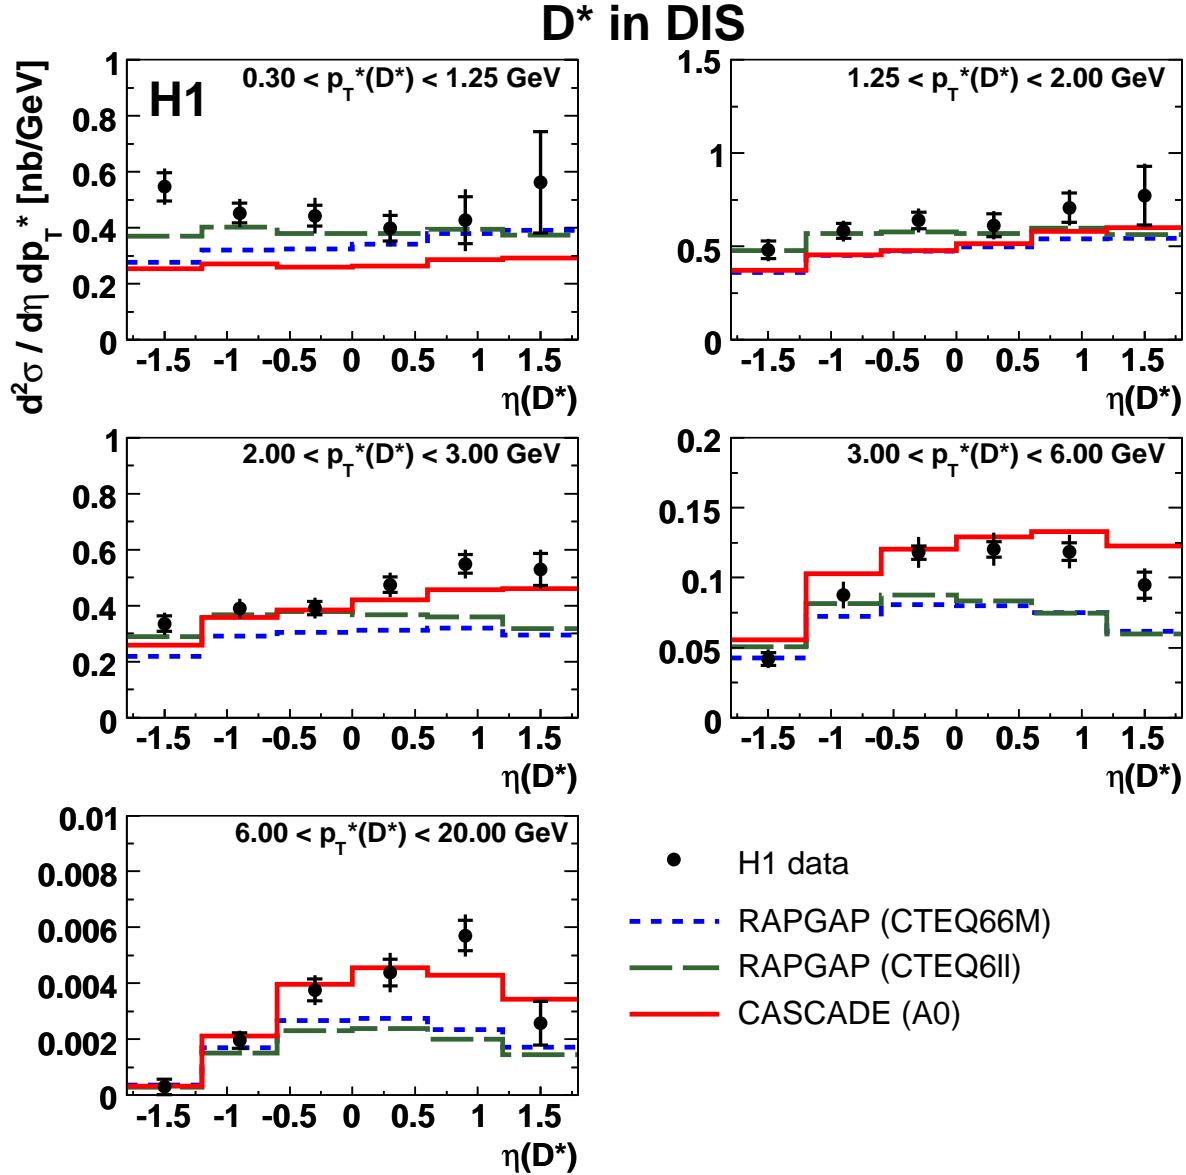 D* in DIS
d²σ / dη dp_T* [nb/GeV]
H1
0.30 < p_T*(D*) < 1.25 GeV
1
0.8
0.6
0.4
0.2
0
-1.5 -1 -0.5 0 0.5 1 1.5
η(D*)
1.25 < p_T*(D*) < 2.00 GeV
1.5
1
0.5
0
-1.5 -1 -0.5 0 0.5 1 1.5
η(D*)
2.00 < p_T*(D*) < 3.00 GeV
1
0.8
0.6
0.4
0.2
0
-1.5 -1 -0.5 0 0.5 1 1.5
η(D*)
3.00 < p_T*(D*) < 6.00 GeV
0.2
0.15
0.1
0.05
0
-1.5 -1 -0.5 0 0.5 1 1.5
η(D*)
6.00 < p_T*(D*) < 20.00 GeV
0.01
0.008
0.006
0.004
0.002
0
-1.5 -1 -0.5 0 0.5 1 1.5
η(D*)
H1 data
RAPGAP (CTEQ66M)
RAPGAP (CTEQ6ll)
CASCADE (A0)